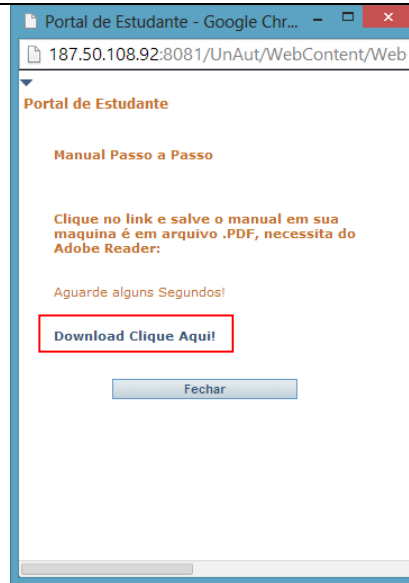 Portal de Estudante - Google Chr...
187.50.108.92:8081/UnAut/WebContent/Web
Portal de Estudante
Manual Passo a Passo
Clique no link e salve o manual em sua
maquina é em arquivo .PDF, necessita do
Adobe Reader:
Aguarde alguns Segundos!
Download Clique Aqui!
Fechar